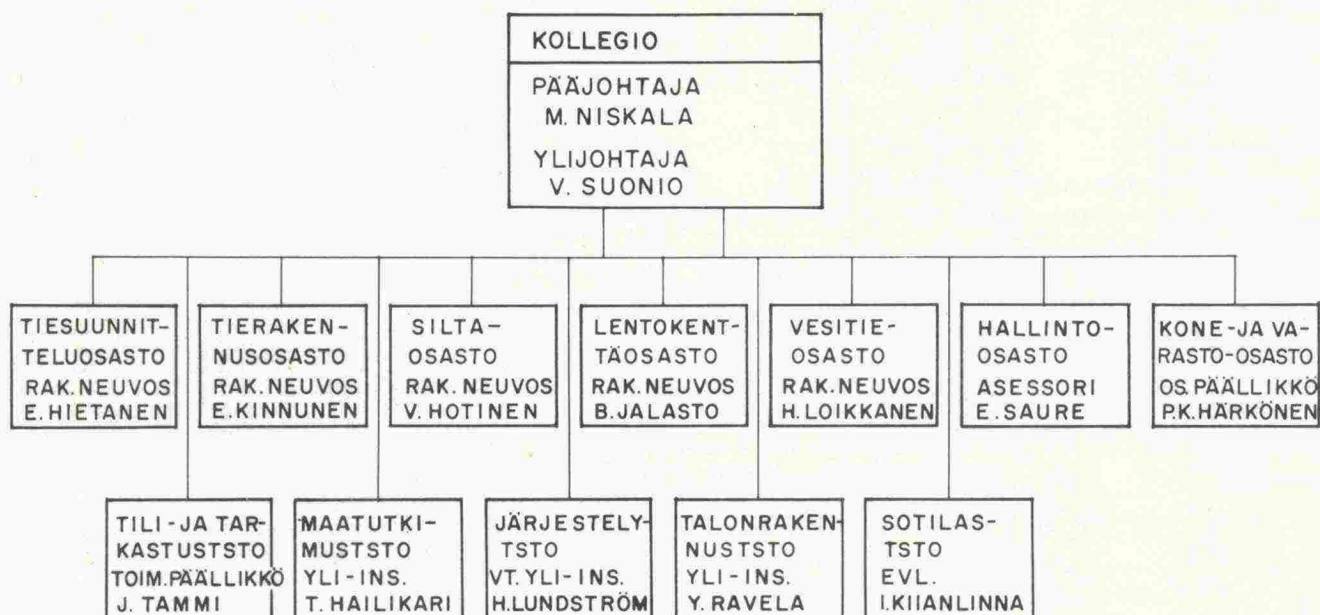 KOLLEGIO
PÄÄJOHTAJA
M. NISKALA
YLIJOHTAJA
V. SUONIO
TIESUUNNIT-
TELUOSASTO
RAK. NEUVOS
E. HIETANEN
TIERAKEN-
NUSOSASTO
RAK. NEUVOS
E. KINNUNEN
SILTA-
OSASTO
RAK. NEUVOS
V. HOTINEN
LENTOKENT-
TÄOSASTO
RAK. NEUVOS
B. JALASTO
VESITIE-
OSASTO
RAK. NEUVOS
H. LOIKKANEN
HALLINTO-
OSASTO
ASESSORI
E. SAURE
KONE-JA VA-
RASTO-OSASTO
OS. PÄÄLLIKKÖ
P.K. HÄRKÖNEN
TILI-JA TAR-
KASTUSTSTO
TOIM. PÄÄLLIKKÖ
J. TAMMI
MAATUTKI-
MUSTSTO
YLI-INS.
T. HAILIKARI
JÄRJESTELY-
TSTO
VT. YLI-INS.
H. LUNDSTRÖM
TALONRAKEN-
NUSTSTO
YLI-INS.
Y. RAVELA
SOTILAS-
TSTO
EVL.
I. KIIANLINNA